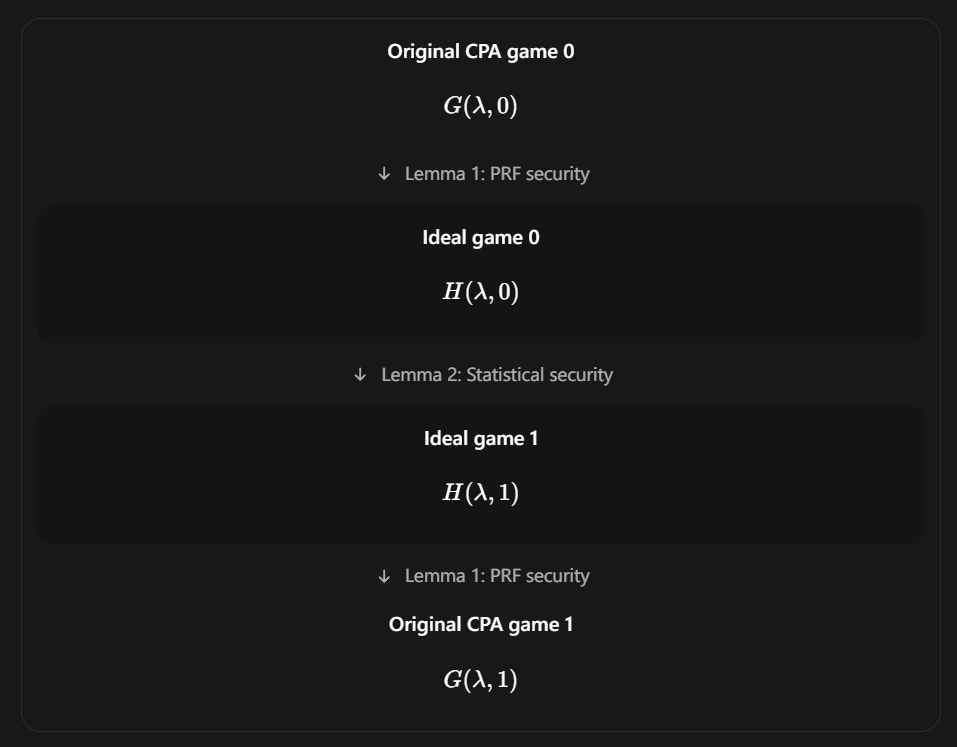 Original CPA game 0
G(λ, 0)
↓ Lemma 1: PRF security
Ideal game 0
H(λ, 0)
↓ Lemma 2: Statistical security
Ideal game 1
H(λ, 1)
↓ Lemma 1: PRF security
Original CPA game 1
G(λ, 1)